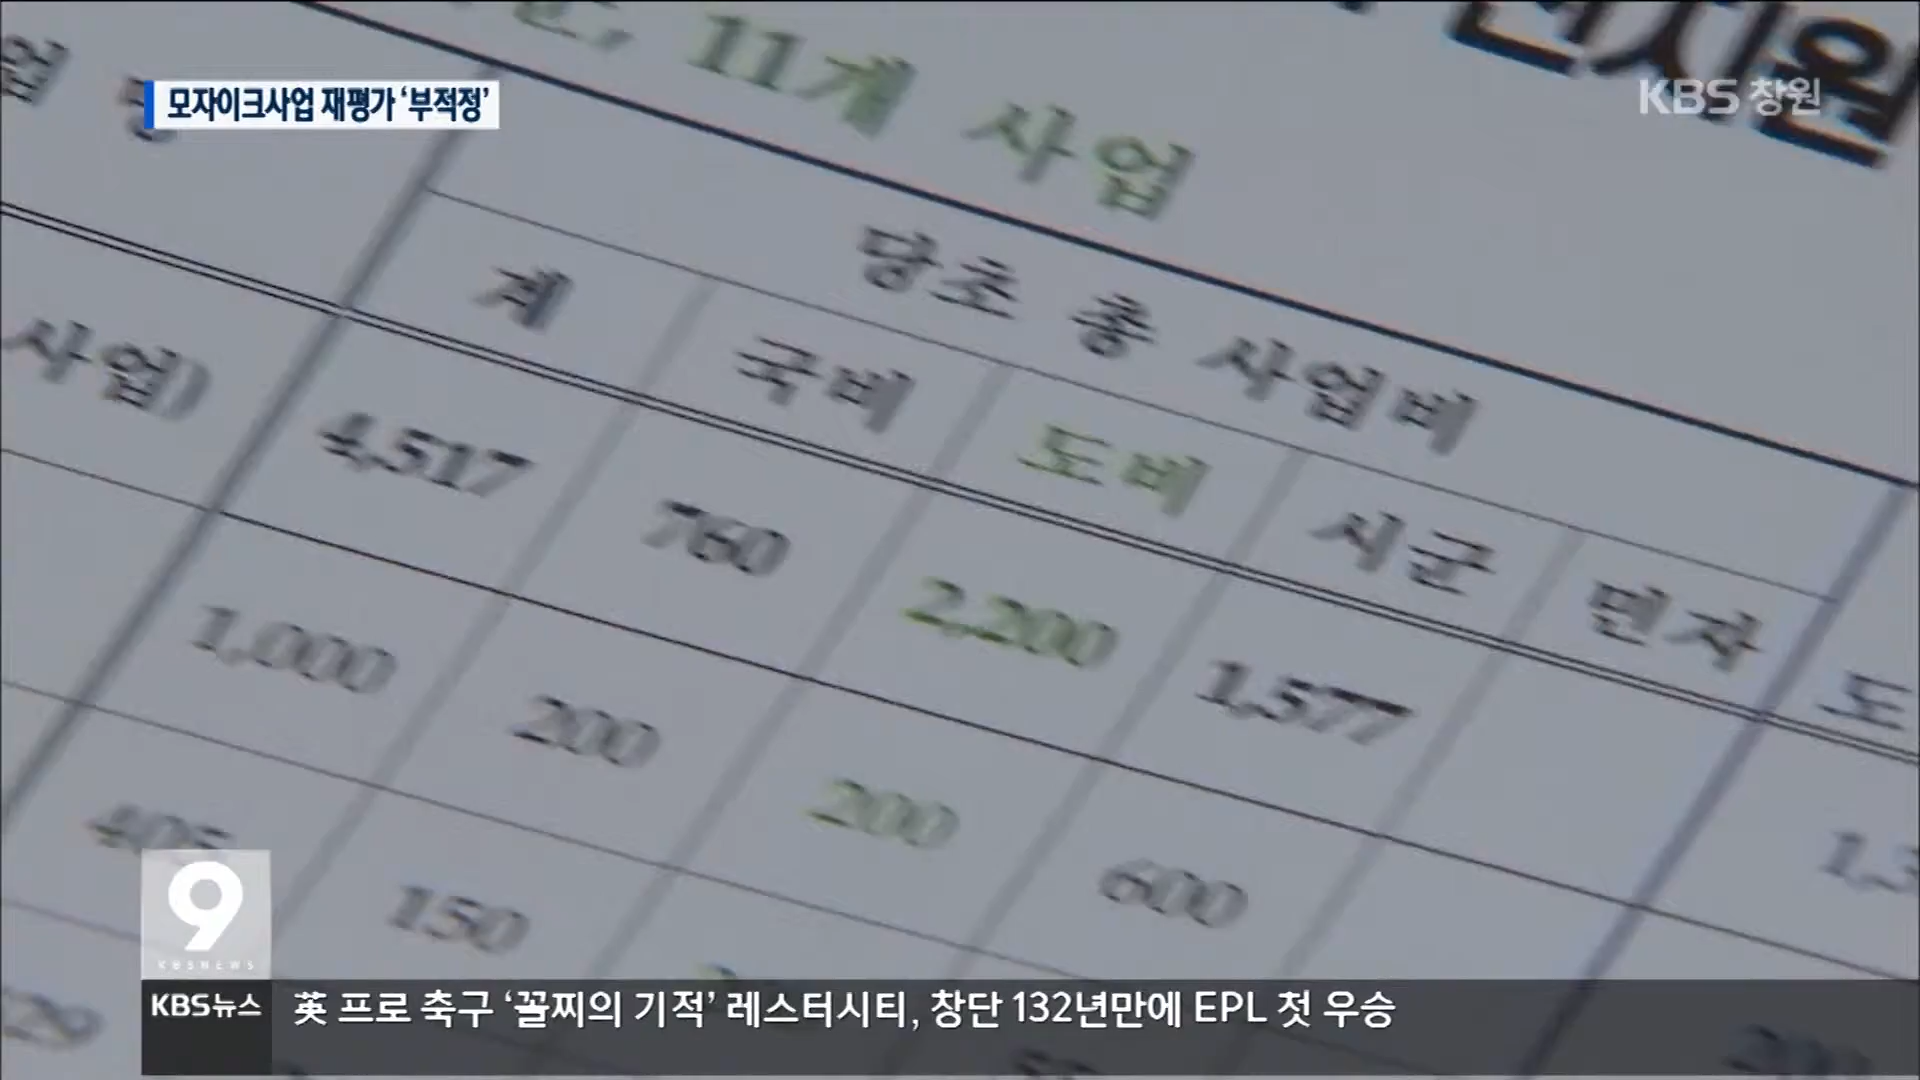 11개 사업
모자이크사업 재평가 ‘부적정’
KBS 창원
당초 총 사업비
계 국비 도비 시군 민자
사업) 4,517 760 2,200 1,577
1,000 200 200 600
405 150
9
KBS NEWS
KBS뉴스 英 프로 축구 ‘꼴찌의 기적’ 레스터시티, 창단 132년만에 EPL 첫 우승